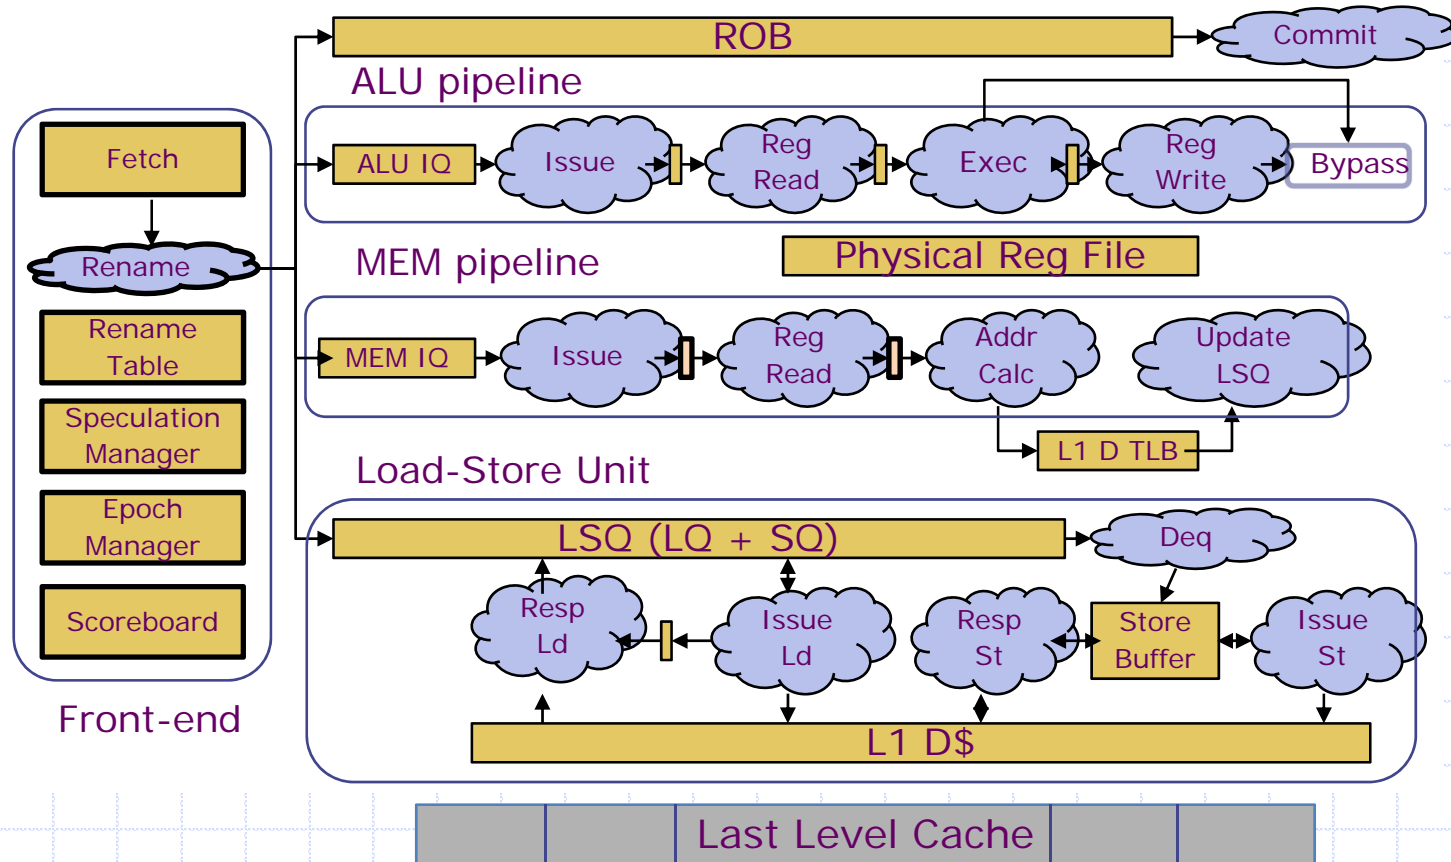 ROB
Commit
ALU pipeline
Fetch
Rename
Rename
Table
Speculation
Manager
Epoch
Manager
Scoreboard
Front-end
ALU IQ
Issue
Reg
Read
Exec
Reg
Write
Bypass
MEM pipeline
Physical Reg File
MEM IQ
Issue
Reg
Read
Addr
Calc
Update
LSQ
L1 D TLB
Load-Store Unit
LSQ (LQ + SQ)
Deq
Resp
Ld
Issue
Ld
Resp
St
Store
Buffer
Issue
St
L1 D$
Last Level Cache